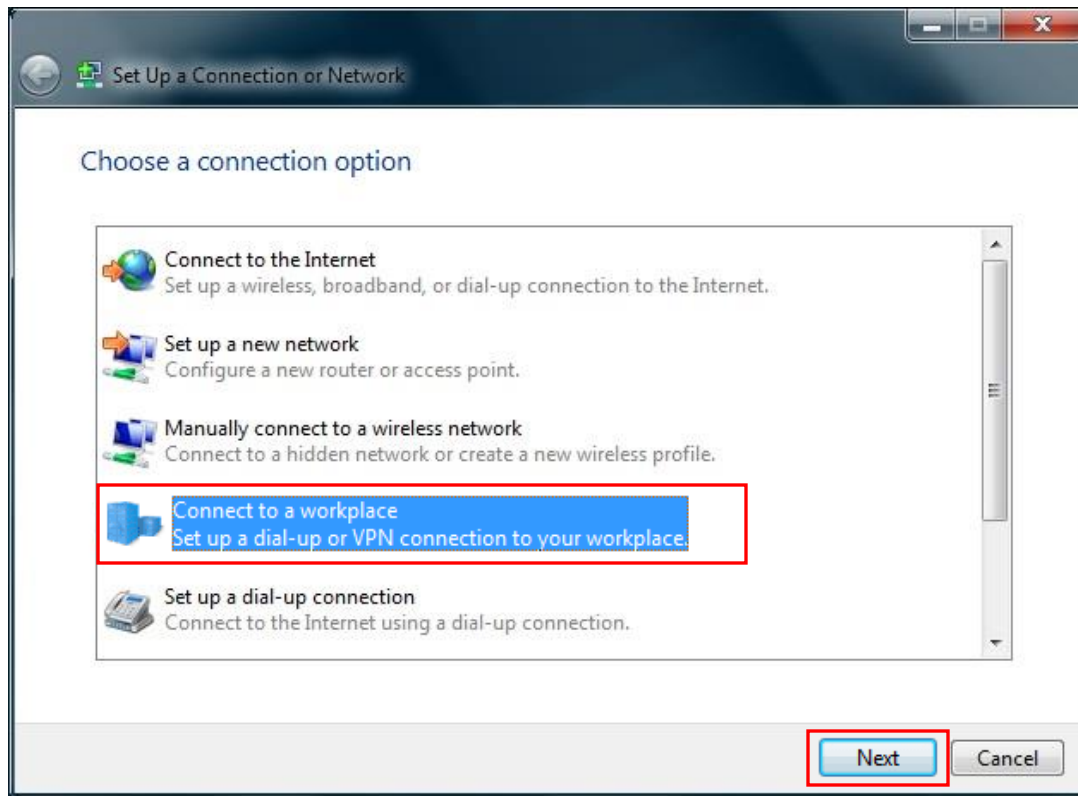 Set Up a Connection or Network
Choose a connection option
Connect to the Internet
Set up a wireless, broadband, or dial-up connection to the Internet.
Set up a new network
Configure a new router or access point.
Manually connect to a wireless network
Connect to a hidden network or create a new wireless profile.
Connect to a workplace
Set up a dial-up or VPN connection to your workplace.
Set up a dial-up connection
Connect to the Internet using a dial-up connection.
Next
Cancel